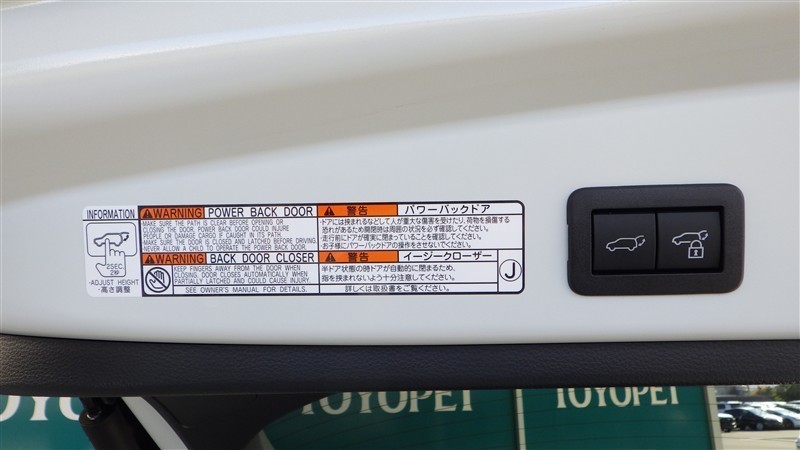 INFORMATION
2SEC.
2秒
·ADJUST HEIGHT
·高さ調整
WARNING POWER BACK DOOR
MAKE SURE THE PATH IS CLEAR BEFORE OPENING OR
CLOSING THE DOOR. POWER BACK DOOR COULD INJURE
PEOPLE OR DAMAGE CARGO IF CAUGHT IN ITS PATH.
MAKE SURE THE DOOR IS CLOSED AND LATCHED BEFORE DRIVING.
NEVER ALLOW A CHILD TO OPERATE THE POWER BACK DOOR.
警告 パワーバックドア
·ドアには挟まれるなどして人が重大な傷害を受けたり、荷物を損傷する
恐れがあるため開閉時は周囲の状況を必ず確認してください。
·走行前にドアが確実に閉まっていることを確認してください。
·お子様にパワーバックドアの操作をさせないでください。
WARNING BACK DOOR CLOSER
KEEP FINGERS AWAY FROM THE DOOR WHEN
CLOSING. DOOR CLOSES AUTOMATICALLY WHEN
PARTIALLY LATCHED AND COULD CAUSE INJURY.
SEE OWNER'S MANUAL FOR DETAILS.
警告 イージークローザー
半ドア状態の時ドアが自動的に閉まるため、
指を挟まれないよう十分注意してください。
詳しくは取扱書をご覧ください。
J
TOYOPET
TOYOPET
TOYOPET